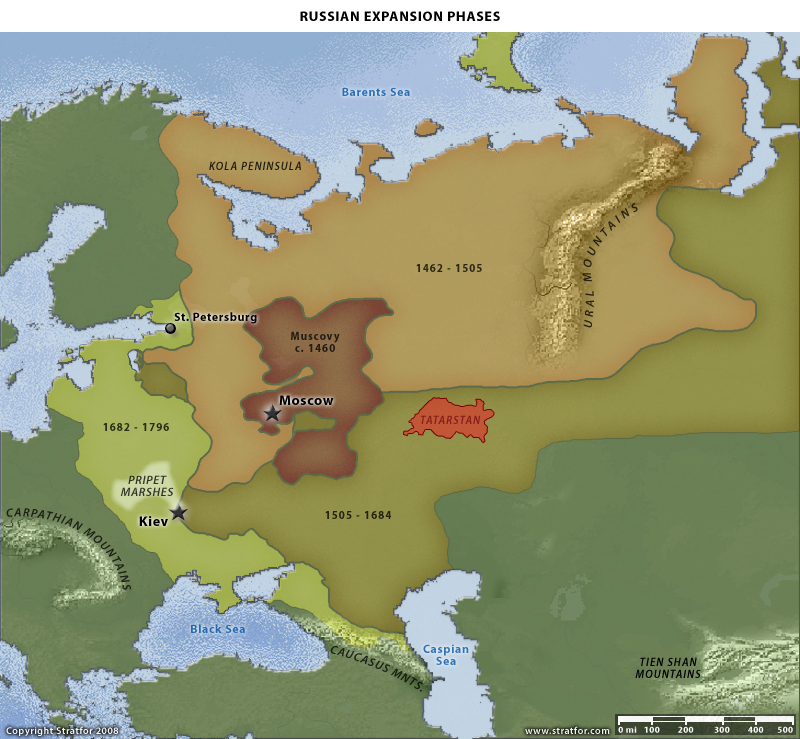 RUSSIAN EXPANSION PHASES
Barents Sea
KOLA PENINSULA
1462 - 1505
URAL MOUNTAINS
St. Petersburg
Muscovy
c. 1460
Moscow
TATARSTAN
1682 - 1796
PRIPET
MARSHES
Kiev
1505 - 1684
CARPATHIAN MOUNTAINS
Black Sea
CAUCASUS MNTS.
Caspian
Sea
TIEN SHAN
MOUNTAINS
Copyright Stratfor 2008
www.stratfor.com
0 mi 100 200 300 400 500